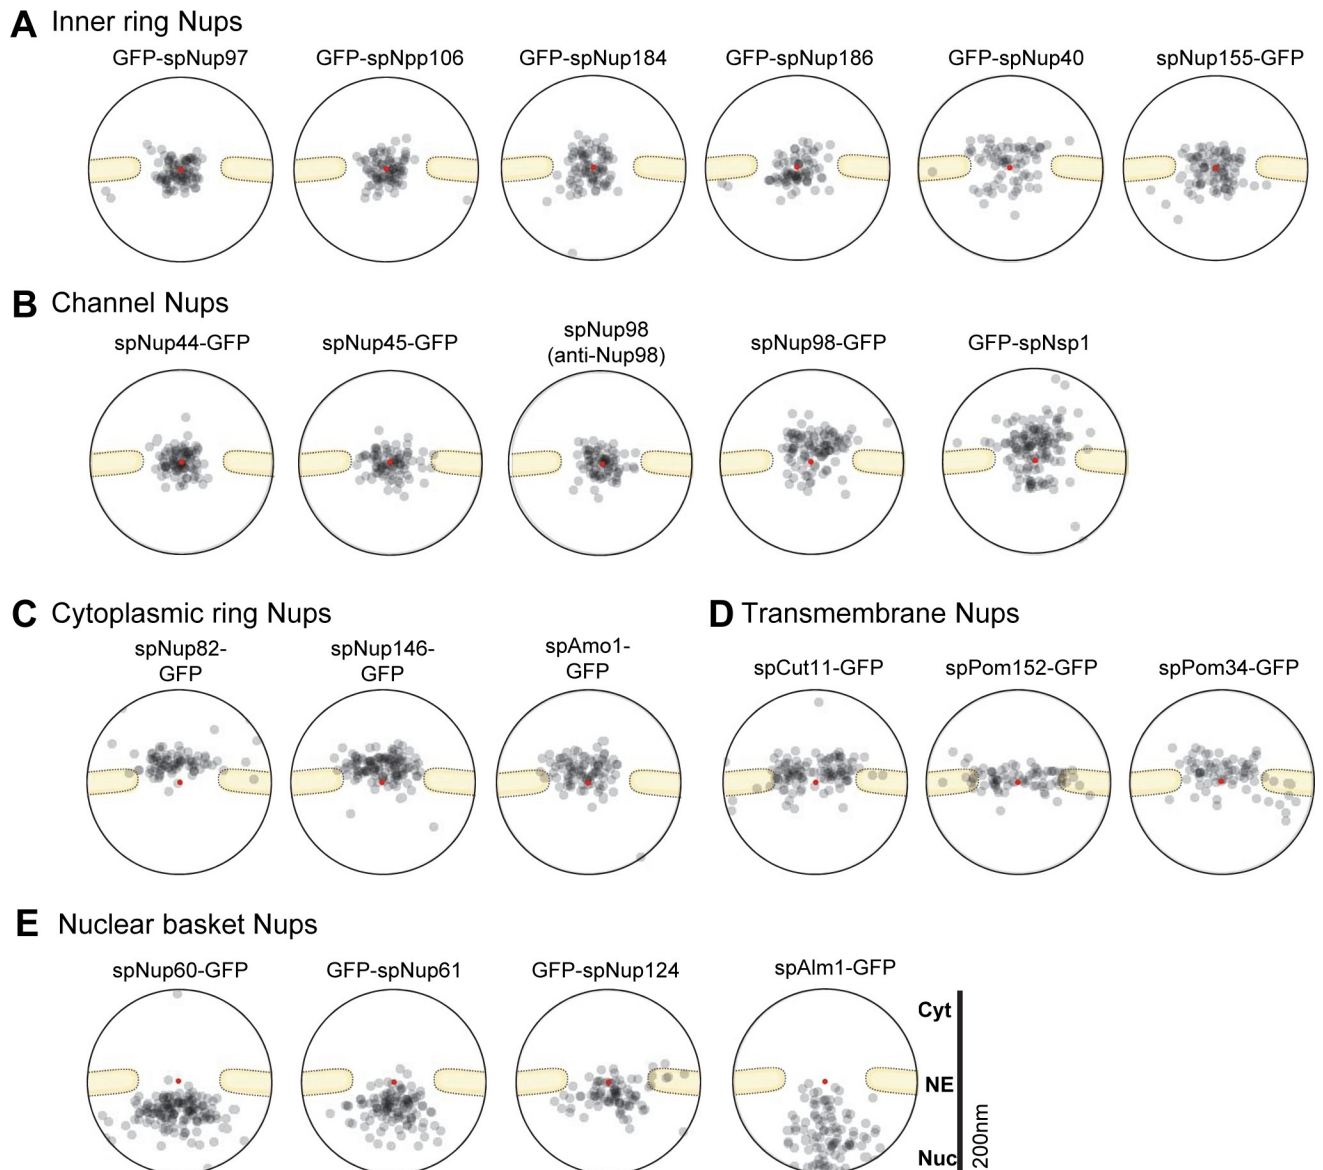 A Inner ring Nups
GFP-spNup97 GFP-spNpp106 GFP-spNup184 GFP-spNup186 GFP-spNup40 spNup155-GFP
B Channel Nups
spNup44-GFP spNup45-GFP spNup98 (anti-Nup98) spNup98-GFP GFP-spNsp1
C Cytoplasmic ring Nups
spNup82-
GFP
spNup146-
GFP
spAmo1-
GFP
D Transmembrane Nups
spCut11-GFP spPom152-GFP spPom34-GFP
E Nuclear basket Nups
spNup60-GFP GFP-spNup61 GFP-spNup124 spAlm1-GFP
Cyt
NE
Nuc
200nm